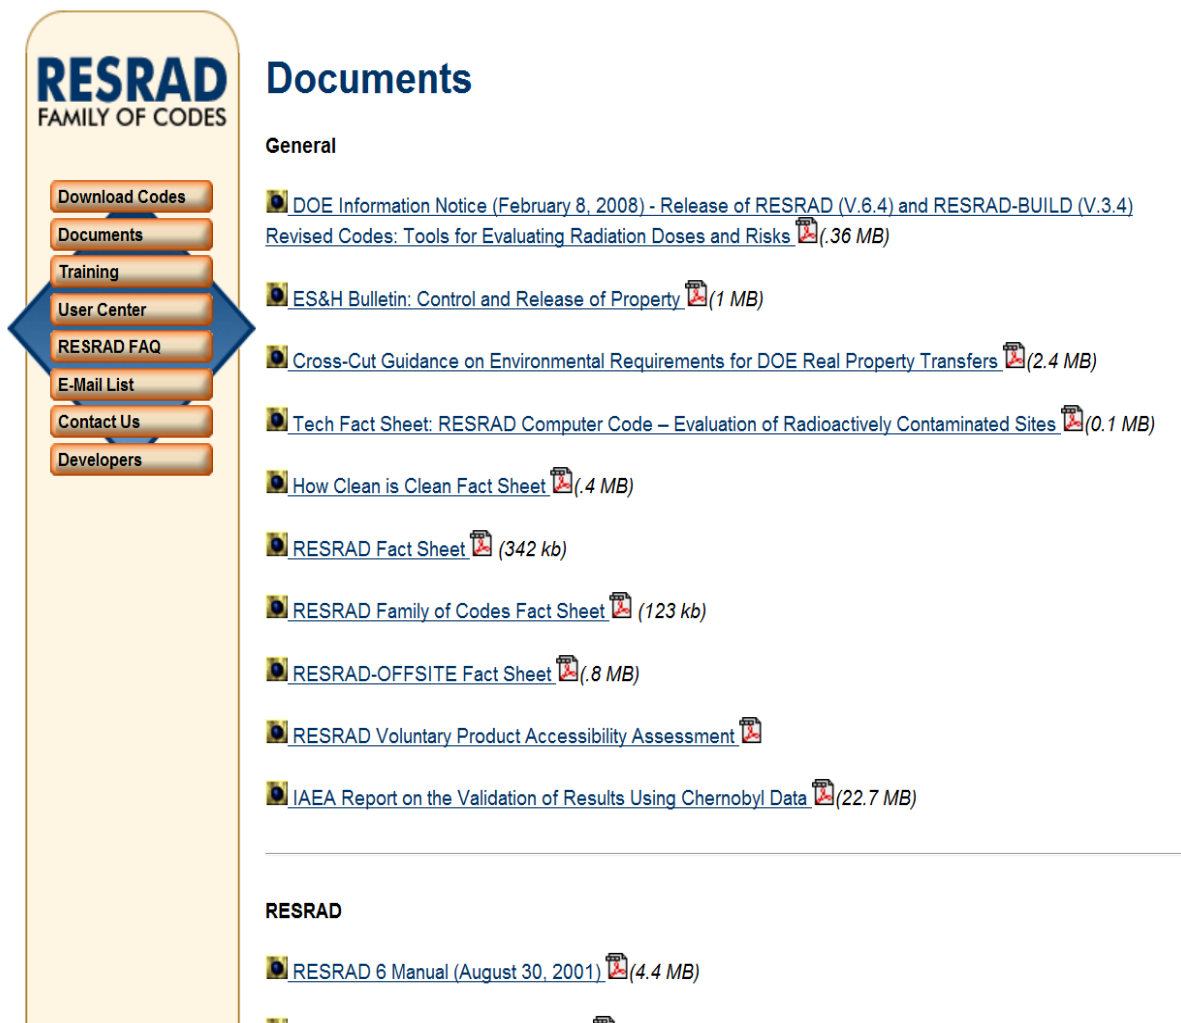 RESRAD
FAMILY OF CODES
Download Codes
Documents
Training
User Center
RESRAD FAQ
E-Mail List
Contact Us
Developers
Documents
General
DOE Information Notice (February 8, 2008) - Release of RESRAD (V.6.4) and RESRAD-BUILD (V.3.4)
Revised Codes: Tools for Evaluating Radiation Doses and Risks (.36 MB)
ES&H Bulletin: Control and Release of Property (1 MB)
Cross-Cut Guidance on Environmental Requirements for DOE Real Property Transfers (2.4 MB)
Tech Fact Sheet: RESRAD Computer Code – Evaluation of Radioactively Contaminated Sites (0.1 MB)
How Clean is Clean Fact Sheet (.4 MB)
RESRAD Fact Sheet (342 kb)
RESRAD Family of Codes Fact Sheet (123 kb)
RESRAD-OFFSITE Fact Sheet (.8 MB)
RESRAD Voluntary Product Accessibility Assessment
IAEA Report on the Validation of Results Using Chernobyl Data (22.7 MB)
RESRAD
RESRAD 6 Manual (August 30, 2001) (4.4 MB)